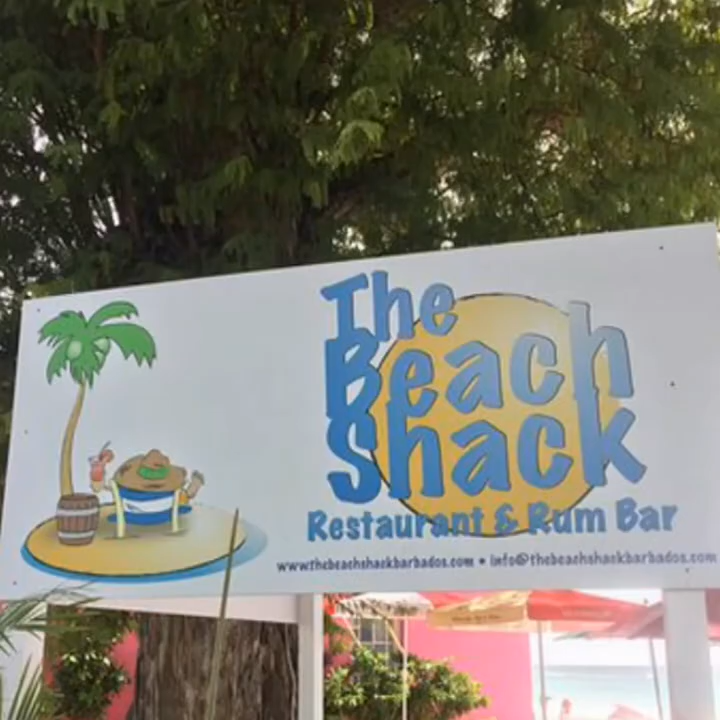 The
Beach
Shack
Restaurant & Rum Bar
www.thebeachshackbarbados.com • info@thebeachshackbarbados.com